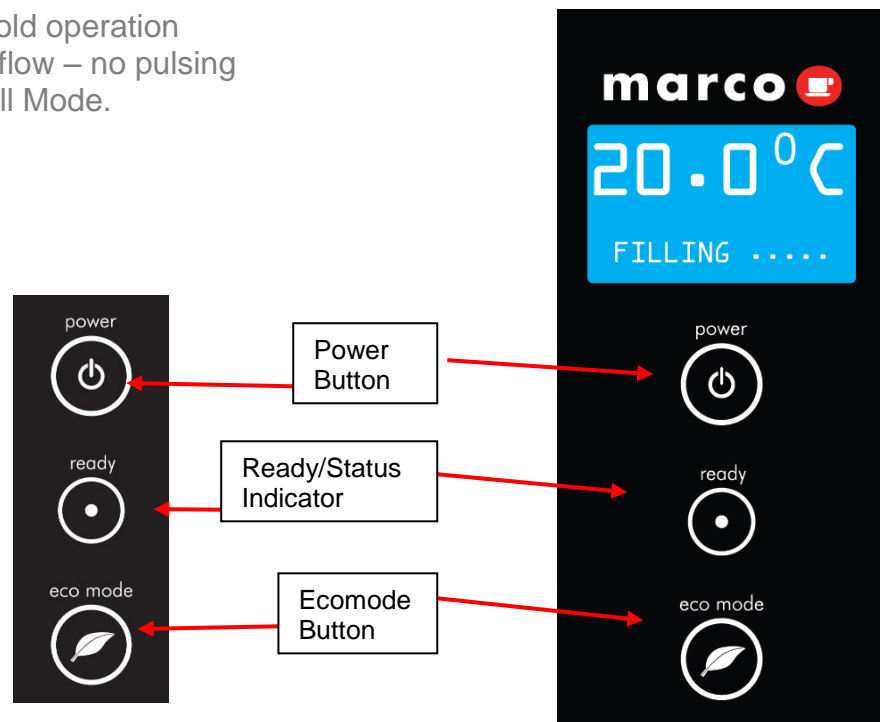 old operation
flow – no pulsing
ll Mode.
marco
20.0°C
FILLING .....
power
ready
eco mode
Power
Button
Ready/Status
Indicator
Ecomode
Button
power
ready
eco mode